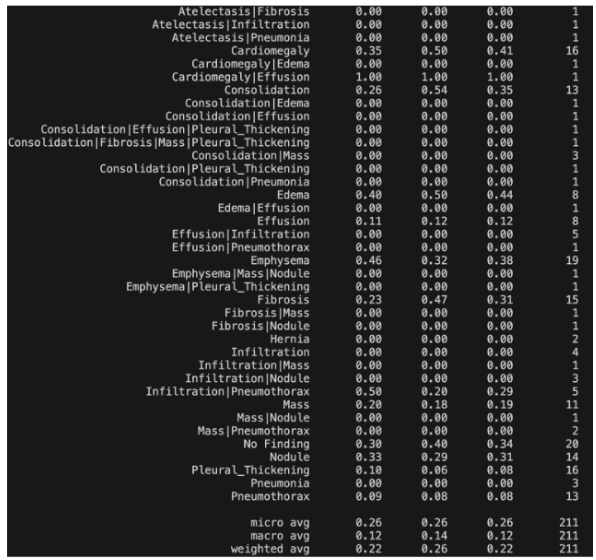 Atelectasis|Fibrosis 0.00 0.00 0.00 1
Atelectasis|Infiltration 0.00 0.00 0.00 1
Atelectasis|Pneumonia 0.00 0.00 0.00 1
Cardiomegaly 0.35 0.50 0.41 16
Cardiomegaly|Edema 0.00 0.00 0.00 1
Cardiomegaly|Effusion 1.00 1.00 1.00 1
Consolidation 0.26 0.54 0.35 13
Consolidation|Edema 0.00 0.00 0.00 1
Consolidation|Effusion 0.00 0.00 0.00 1
Consolidation|Effusion|Pleural_Thickening 0.00 0.00 0.00 1
Consolidation|Fibrosis|Mass|Pleural_Thickening 0.00 0.00 0.00 1
Consolidation|Mass 0.00 0.00 0.00 3
Consolidation|Pleural_Thickening 0.00 0.00 0.00 1
Consolidation|Pneumonia 0.00 0.00 0.00 1
Edema 0.40 0.50 0.44 8
Edema|Effusion 0.00 0.00 0.00 1
Effusion 0.11 0.12 0.12 8
Effusion|Infiltration 0.00 0.00 0.00 5
Effusion|Pneumothorax 0.00 0.00 0.00 1
Emphysema 0.46 0.32 0.38 19
Emphysema|Mass|Nodule 0.00 0.00 0.00 1
Emphysema|Pleural_Thickening 0.00 0.00 0.00 1
Fibrosis 0.23 0.47 0.31 15
Fibrosis|Mass 0.00 0.00 0.00 1
Fibrosis|Nodule 0.00 0.00 0.00 1
Hernia 0.00 0.00 0.00 2
Infiltration 0.00 0.00 0.00 4
Infiltration|Mass 0.00 0.00 0.00 1
Infiltration|Nodule 0.00 0.00 0.00 3
Infiltration|Pneumothorax 0.50 0.20 0.29 5
Mass 0.20 0.18 0.19 11
Mass|Nodule 0.00 0.00 0.00 1
Mass|Pneumothorax 0.00 0.00 0.00 2
No Finding 0.30 0.40 0.34 20
Nodule 0.33 0.29 0.31 14
Pleural_Thickening 0.10 0.06 0.08 16
Pneumonia 0.00 0.00 0.00 3
Pneumothorax 0.09 0.08 0.08 13
micro avg 0.26 0.26 0.26 211
macro avg 0.12 0.14 0.12 211
weighted avg 0.22 0.26 0.22 211